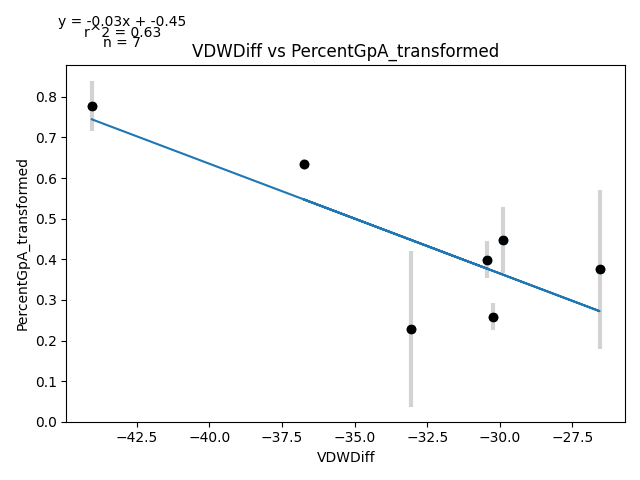 y = -0.03x + -0.45
r^2 = 0.63
n = 7
VDWDiff vs PercentGpA_transformed
PercentGpA_transformed
0.8
0.7
0.6
0.5
0.4
0.3
0.2
0.1
0.0
−42.5 −40.0 −37.5 −35.0 −32.5 −30.0 −27.5
VDWDiff